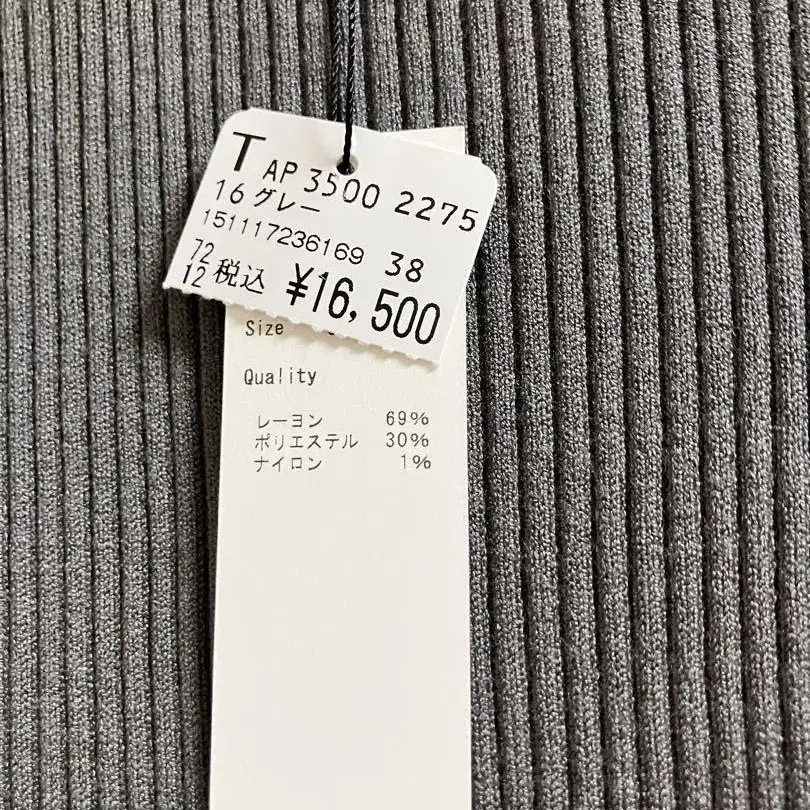 T AP 3500 2275
16 グレー
151117236169 38
72
12 税込 ¥16,500
Size
Quality
レーヨン 69%
ポリエステル 30%
ナイロン 1%